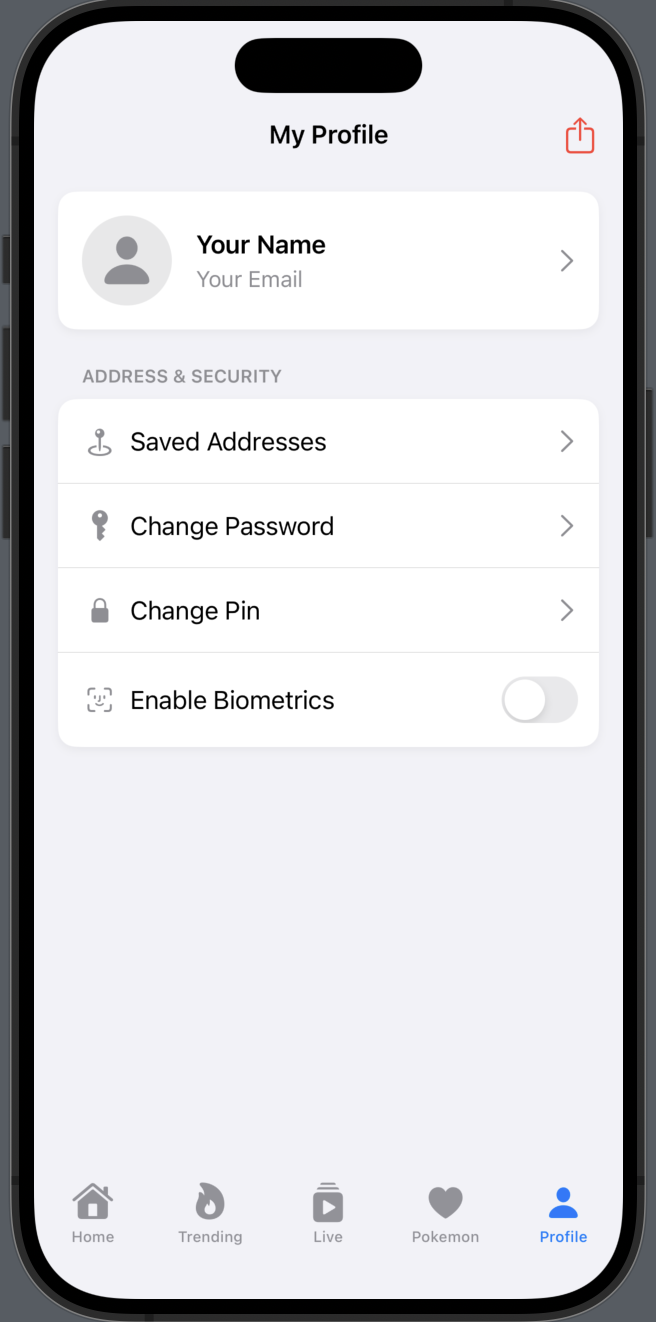 My Profile
Your Name
Your Email
ADDRESS & SECURITY
Saved Addresses
Change Password
Change Pin
Enable Biometrics
Home Trending Live Pokemon Profile